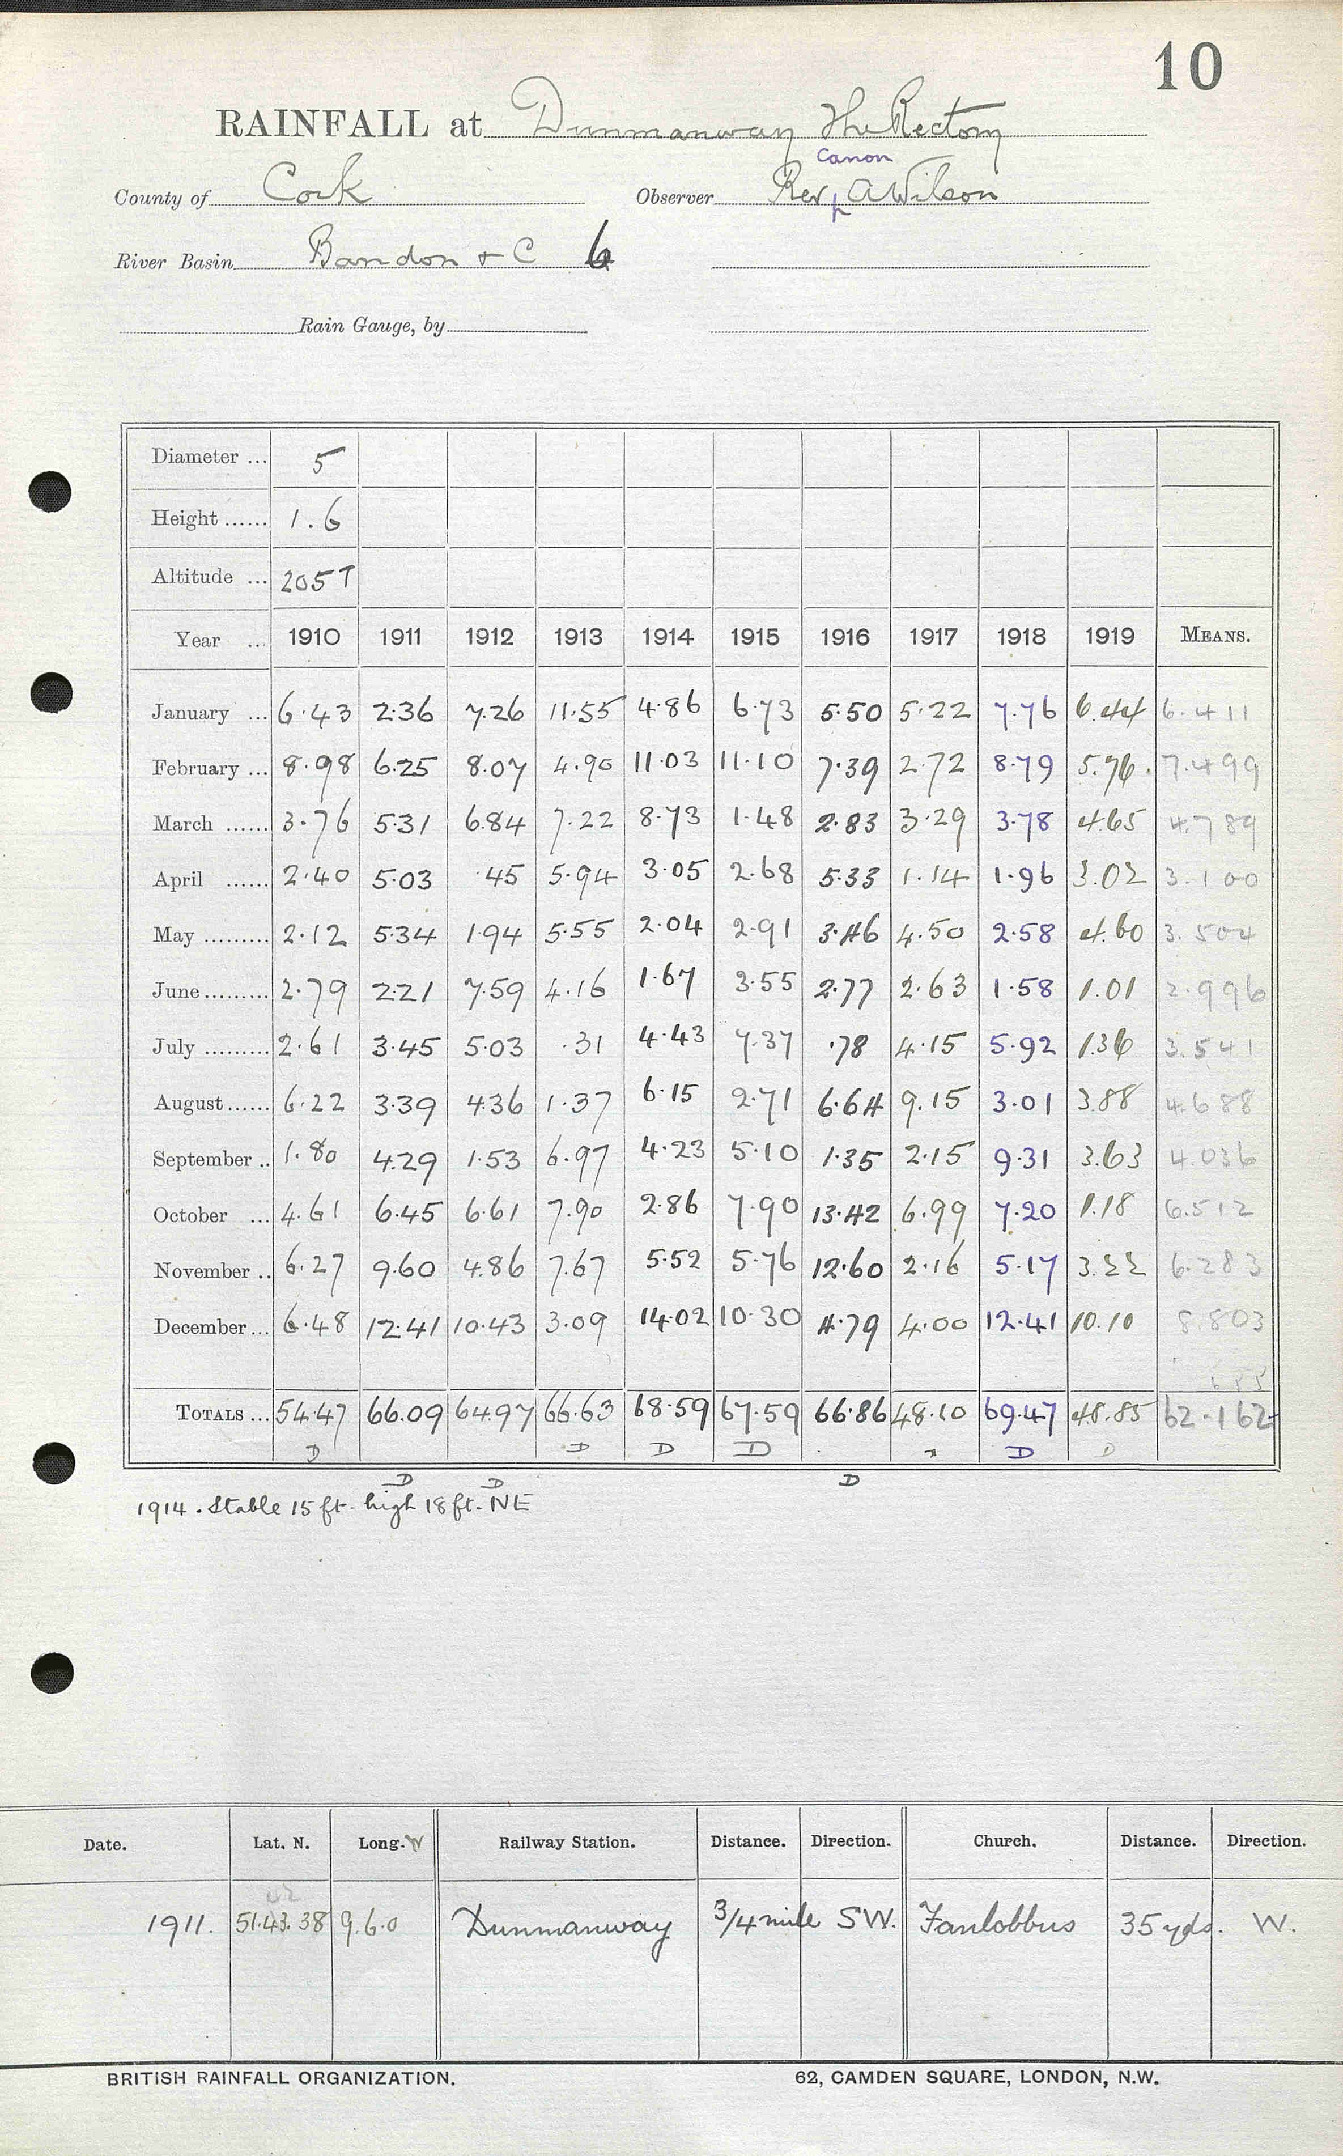 10
RAINFALL at Dunmanway The Rectory
Canon
County of Cork Observer Rev A Wilson
River Basin Bandon + C 6
Rain Gauge, by
Diameter ... 5
Height ...... 1.6
Altitude ... 205 T
Year ... 1910 1911 1912 1913 1914 1915 1916 1917 1918 1919 MEANS.
January ... 6.43 2.36 7.26 11.55 4.86 6.73 5.50 5.22 7.76 6.44 6.411
February ... 8.98 6.25 8.07 4.90 11.03 11.10 7.39 2.72 8.79 5.76 7.499
March ...... 3.76 5.31 6.84 7.22 8.73 1.48 2.83 3.29 3.78 4.65 4.789
April ...... 2.40 5.03 .45 5.94 3.05 2.68 5.33 1.14 1.96 3.02 3.100
May ......... 2.12 5.34 1.94 5.55 2.04 2.91 3.46 4.50 2.58 4.60 3.504
June ......... 2.79 2.21 7.59 4.16 1.67 3.55 2.77 2.63 1.58 1.01 2.996
July ......... 2.61 3.45 5.03 .31 4.43 7.37 .78 4.15 5.92 1.36 3.541
August ...... 6.22 3.39 4.36 1.37 6.15 2.71 6.64 9.15 3.01 3.88 4.688
September .. 1.80 4.29 1.53 6.97 4.23 5.10 1.35 2.15 9.31 3.63 4.036
October ... 4.61 6.45 6.61 7.90 2.86 7.90 13.42 6.99 7.20 1.18 6.512
November .. 6.27 9.60 4.86 7.67 5.52 5.76 12.60 2.16 5.17 3.22 6.283
December ... 6.48 12.41 10.43 3.09 14.02 10.30 4.79 4.00 12.41 10.10 8.803
TOTALS ... 54.47 66.09 64.97 66.63 68.59 67.59 66.86 48.10 69.47 48.85 62.162
D D D D D D
D D D
1914. Stable 15 ft. high 18 ft. NE
Date. Lat. N. Long. W Railway Station. Distance. Direction. Church. Distance. Direction.
42
1911. 51.43.38 9.6.0 Dunmanway 3/4 mile SW. Fanlobbus 35 yds. W.
BRITISH RAINFALL ORGANIZATION. 62, CAMDEN SQUARE, LONDON, N.W.